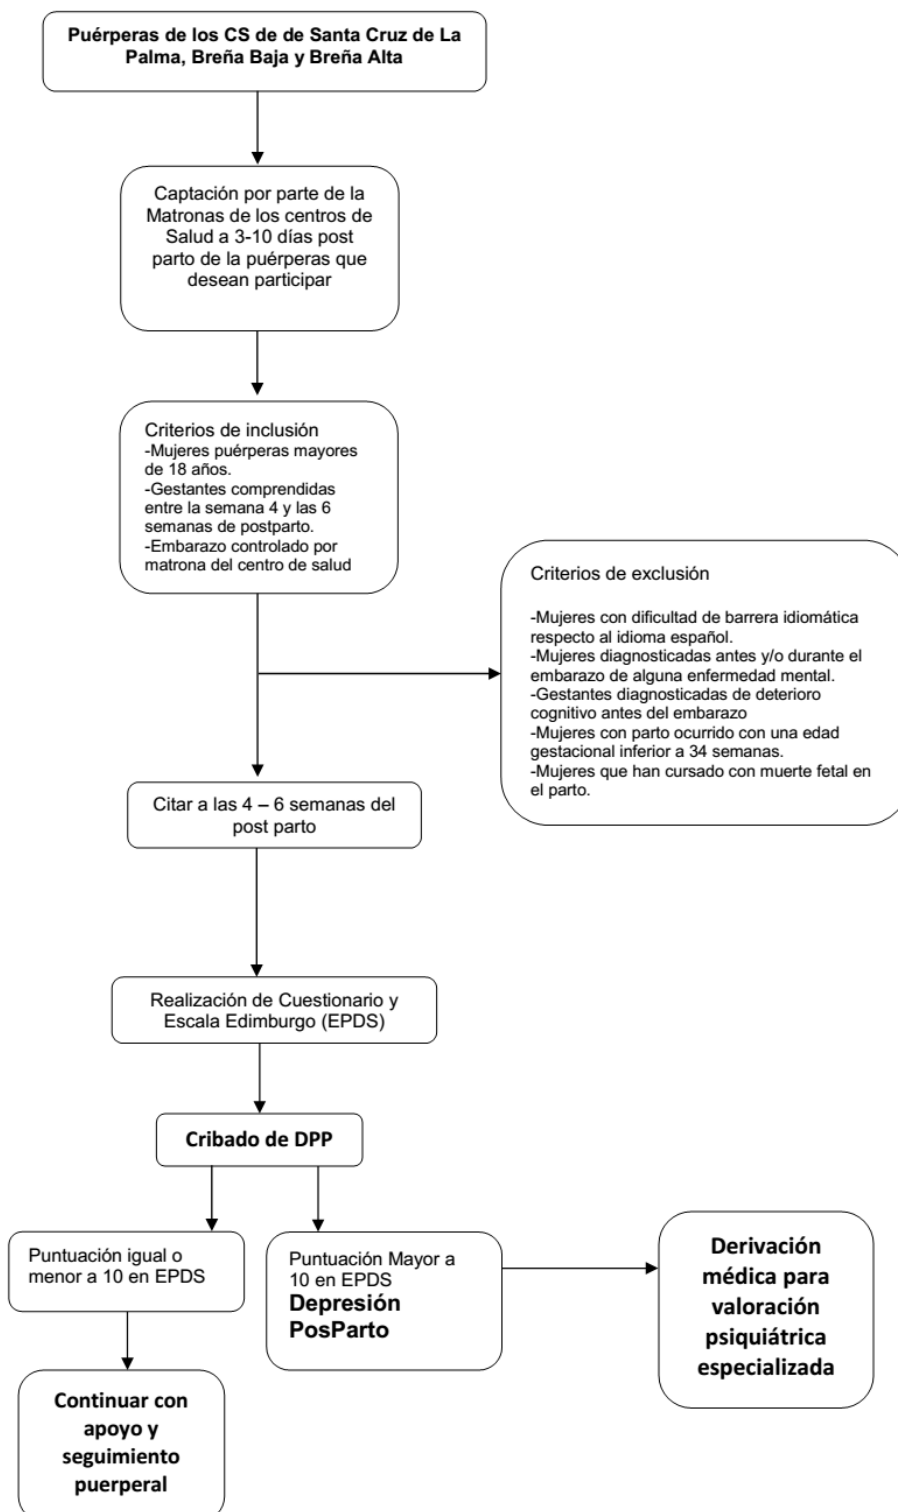 Puérperas de los CS de de Santa Cruz de La
Palma, Breña Baja y Breña Alta
Captación por parte de la
Matronas de los centros de
Salud a 3-10 días post
parto de la puérperas que
desean participar
Criterios de inclusión
-Mujeres puérperas mayores
de 18 años.
-Gestantes comprendidas
entre la semana 4 y las 6
semanas de postparto.
-Embarazo controlado por
matrona del centro de salud
Criterios de exclusión
-Mujeres con dificultad de barrera idiomática
respecto al idioma español.
-Mujeres diagnosticadas antes y/o durante el
embarazo de alguna enfermedad mental.
-Gestantes diagnosticadas de deterioro
cognitivo antes del embarazo
-Mujeres con parto ocurrido con una edad
gestacional inferior a 34 semanas.
-Mujeres que han cursado con muerte fetal en
el parto.
Citar a las 4 – 6 semanas del
post parto
Realización de Cuestionario y
Escala Edimburgo (EPDS)
Cribado de DPP
Puntuación igual o
menor a 10 en EPDS
Puntuación Mayor a
10 en EPDS
Depresión
PosParto
Derivación
médica para
valoración
psiquiátrica
especializada
Continuar con
apoyo y
seguimiento
puerperal